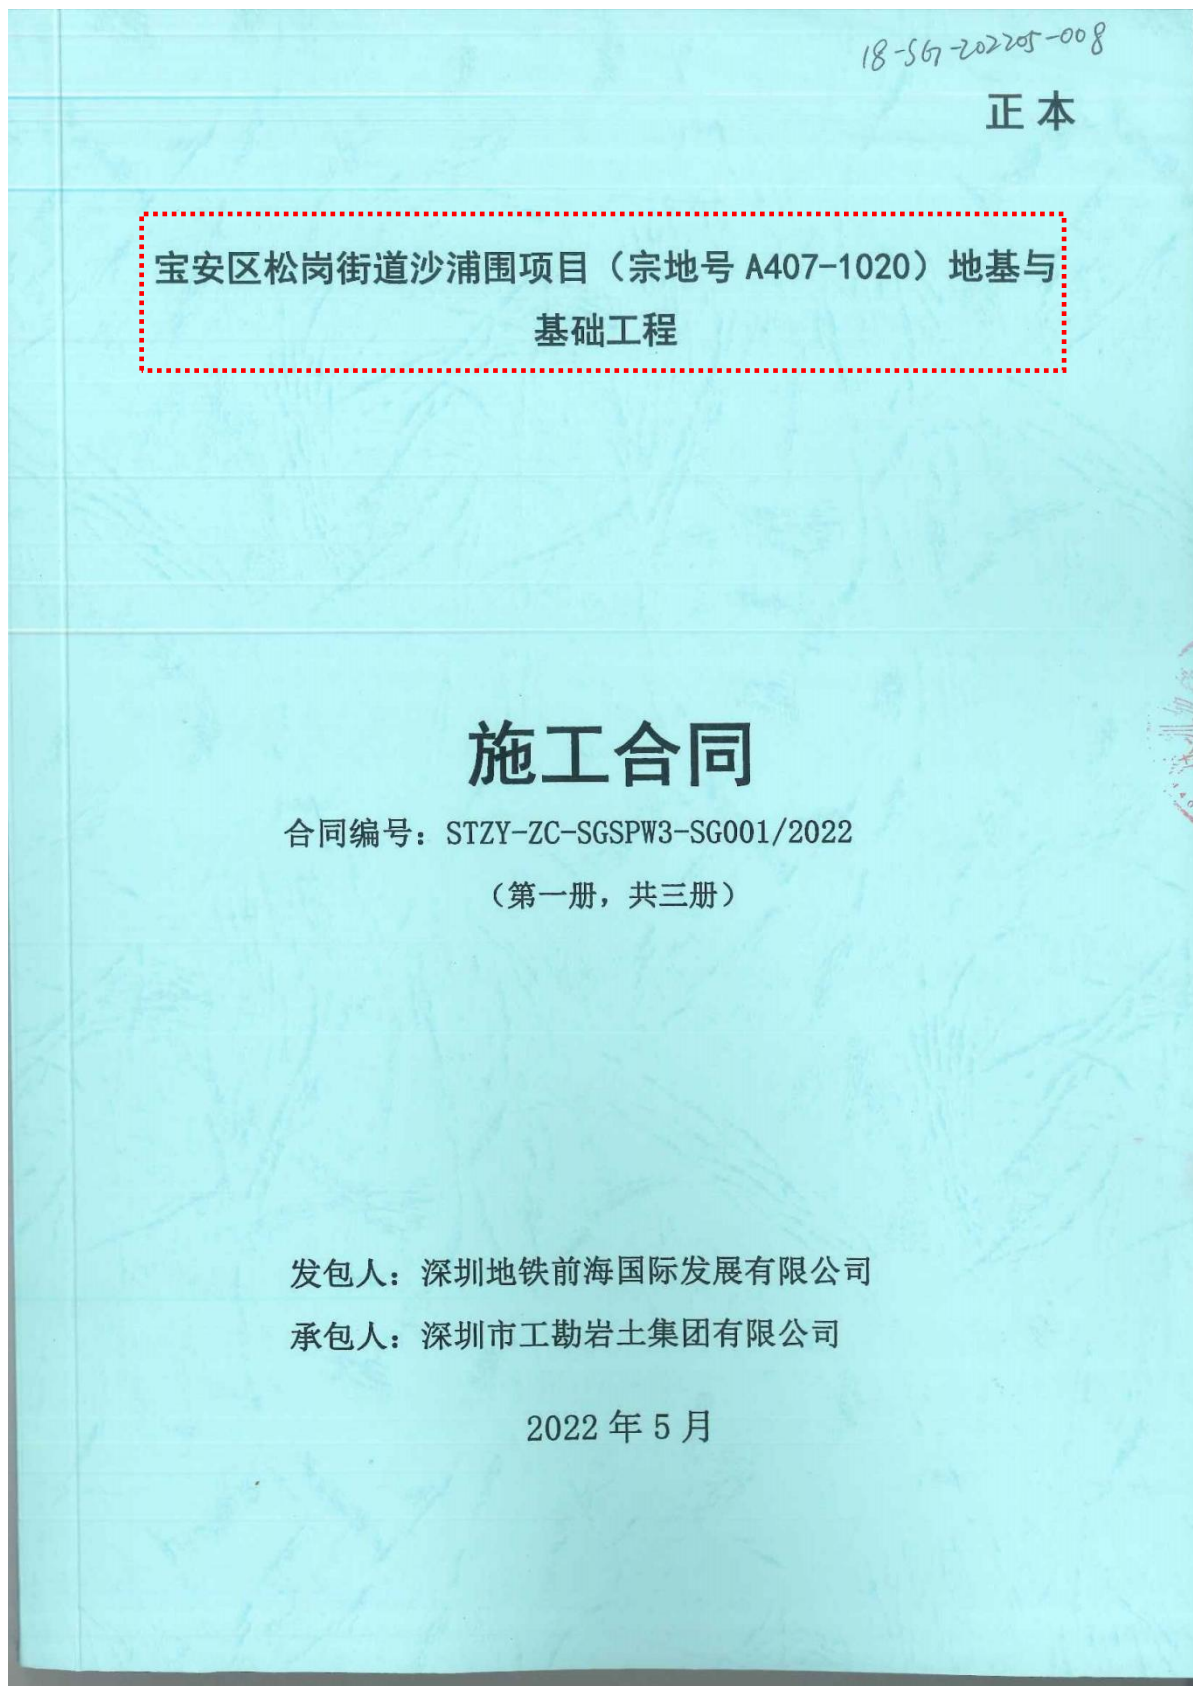 18-SG-202205-008
正本
宝安区松岗街道沙浦围项目（宗地号 A407-1020）地基与
基础工程
施工合同
合同编号：STZY-ZC-SGSPW3-SG001/2022
（第一册，共三册）
发包人：深圳地铁前海国际发展有限公司
承包人：深圳市工勘岩土集团有限公司
2022 年 5 月